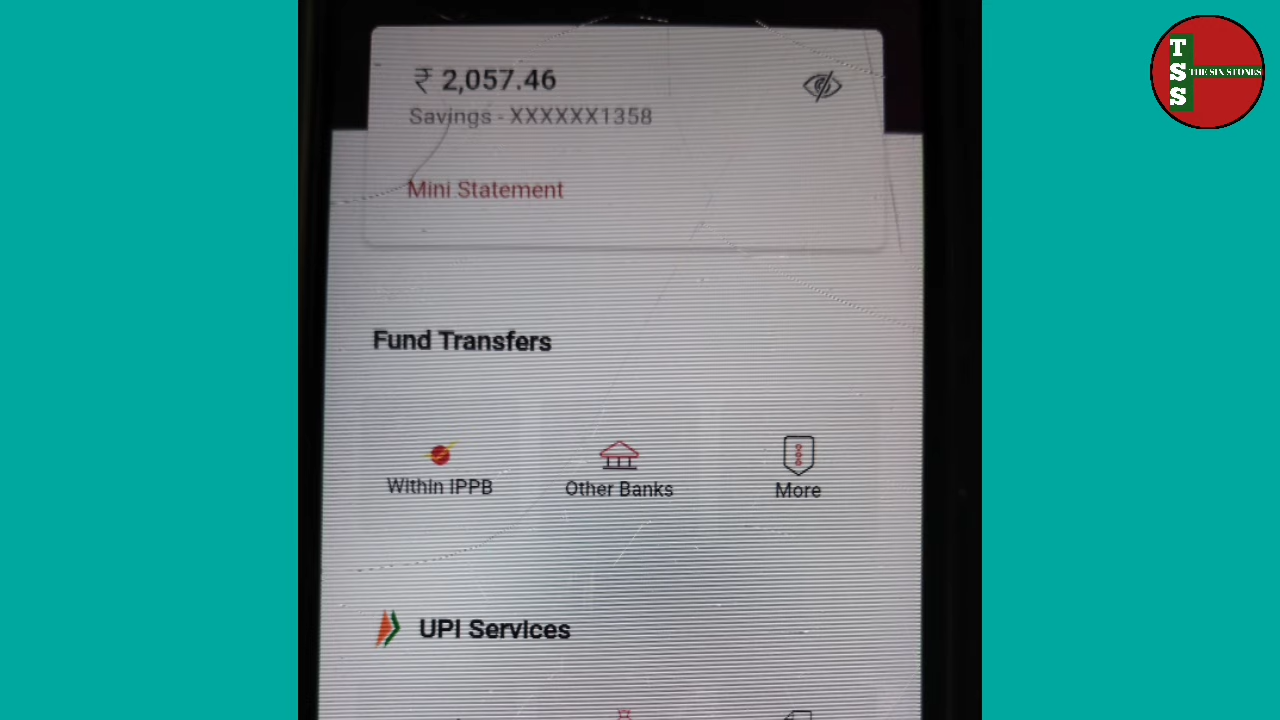 ₹ 2,057.46
Savings - XXXXXX1358
Mini Statement
Fund Transfers
Within IPPB
Other Banks
More
UPI Services
TSS
THE SIX STONES